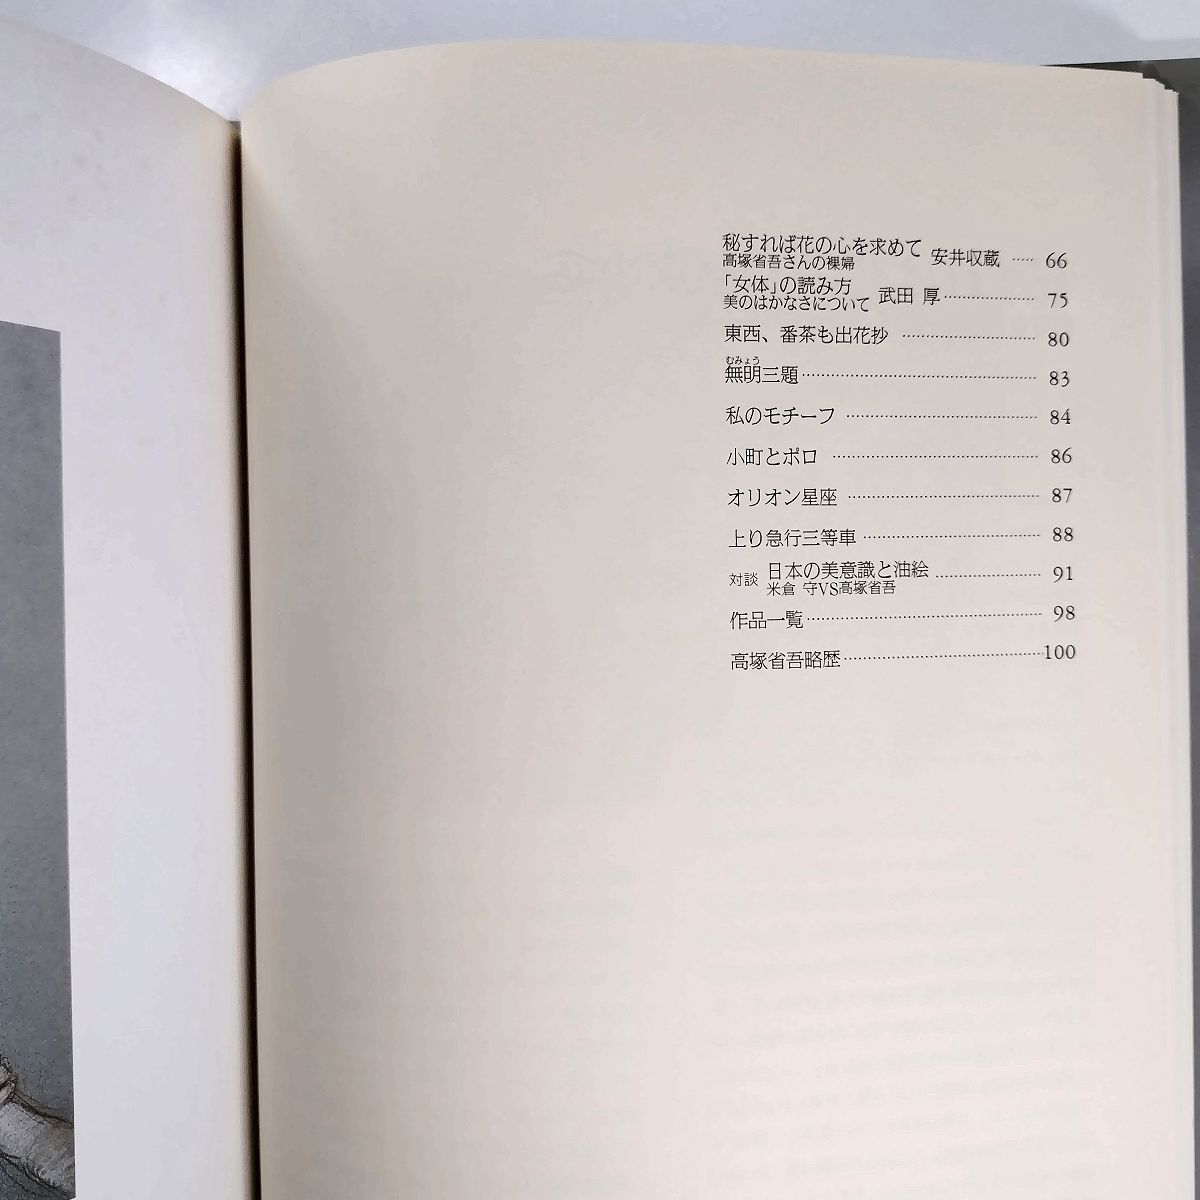 秘すれば花の心を求めて 安井収蔵 ····· 66
高塚省吾さんの裸婦
「女体」の読み方 武田 厚 ···················· 75
美のはかなさについて
東西、番茶も出花抄 ····························· 80
むみょう
無明三題 ·················································· 83
私のモチーフ ········································· 84
小町とポロ ············································ 86
オリオン星座 ········································· 87
上り急行三等車 ····································· 88
対談 日本の美意識と油絵 ······················· 91
米倉 守VS高塚省吾
作品一覧 ·················································· 98
高塚省吾略歴 ·········································100